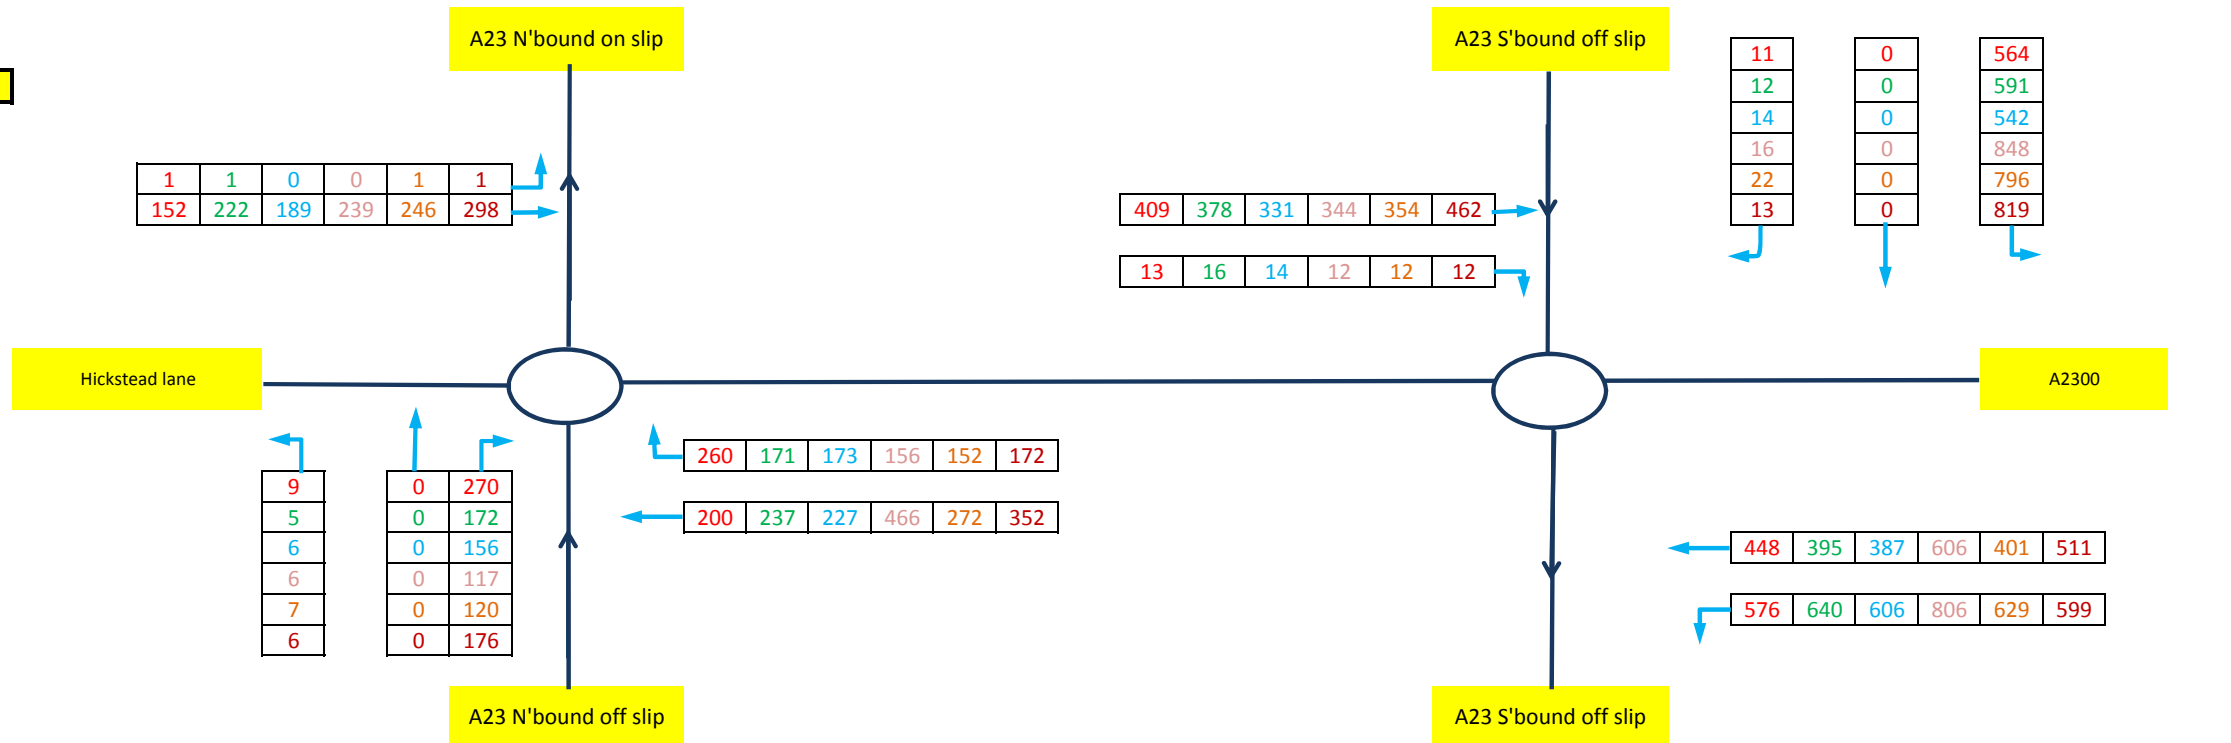 A23 N'bound on slip
A23 S'bound off slip
11 0 564
12 0 591
14 0 542
16 0 848
22 0 796
13 0 819
1 1 0 0 1 1
152 222 189 239 246 298
409 378 331 344 354 462
13 16 14 12 12 12
Hickstead lane
A2300
260 171 173 156 152 172
200 237 227 466 272 352
9 0 270
5 0 172
6 0 156
6 0 117
7 0 120
6 0 176
448 395 387 606 401 511
576 640 606 806 629 599
A23 N'bound off slip
A23 S'bound off slip